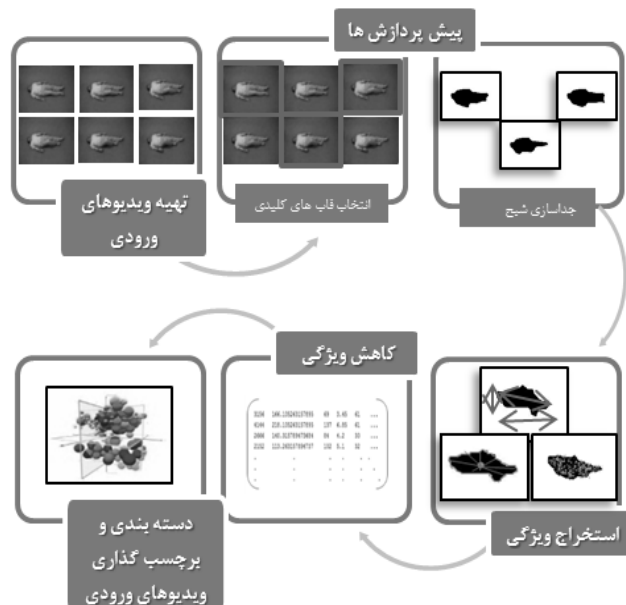 پیش پردازش ها
تهیه ویدیوهای
ورودی
انتخاب قاب های کلیدی
جداسازی شبح
استخراج ویژگی
کاهش ویژگی
دسته بندی و
برچسب گذاری
ویدیوهای ورودی